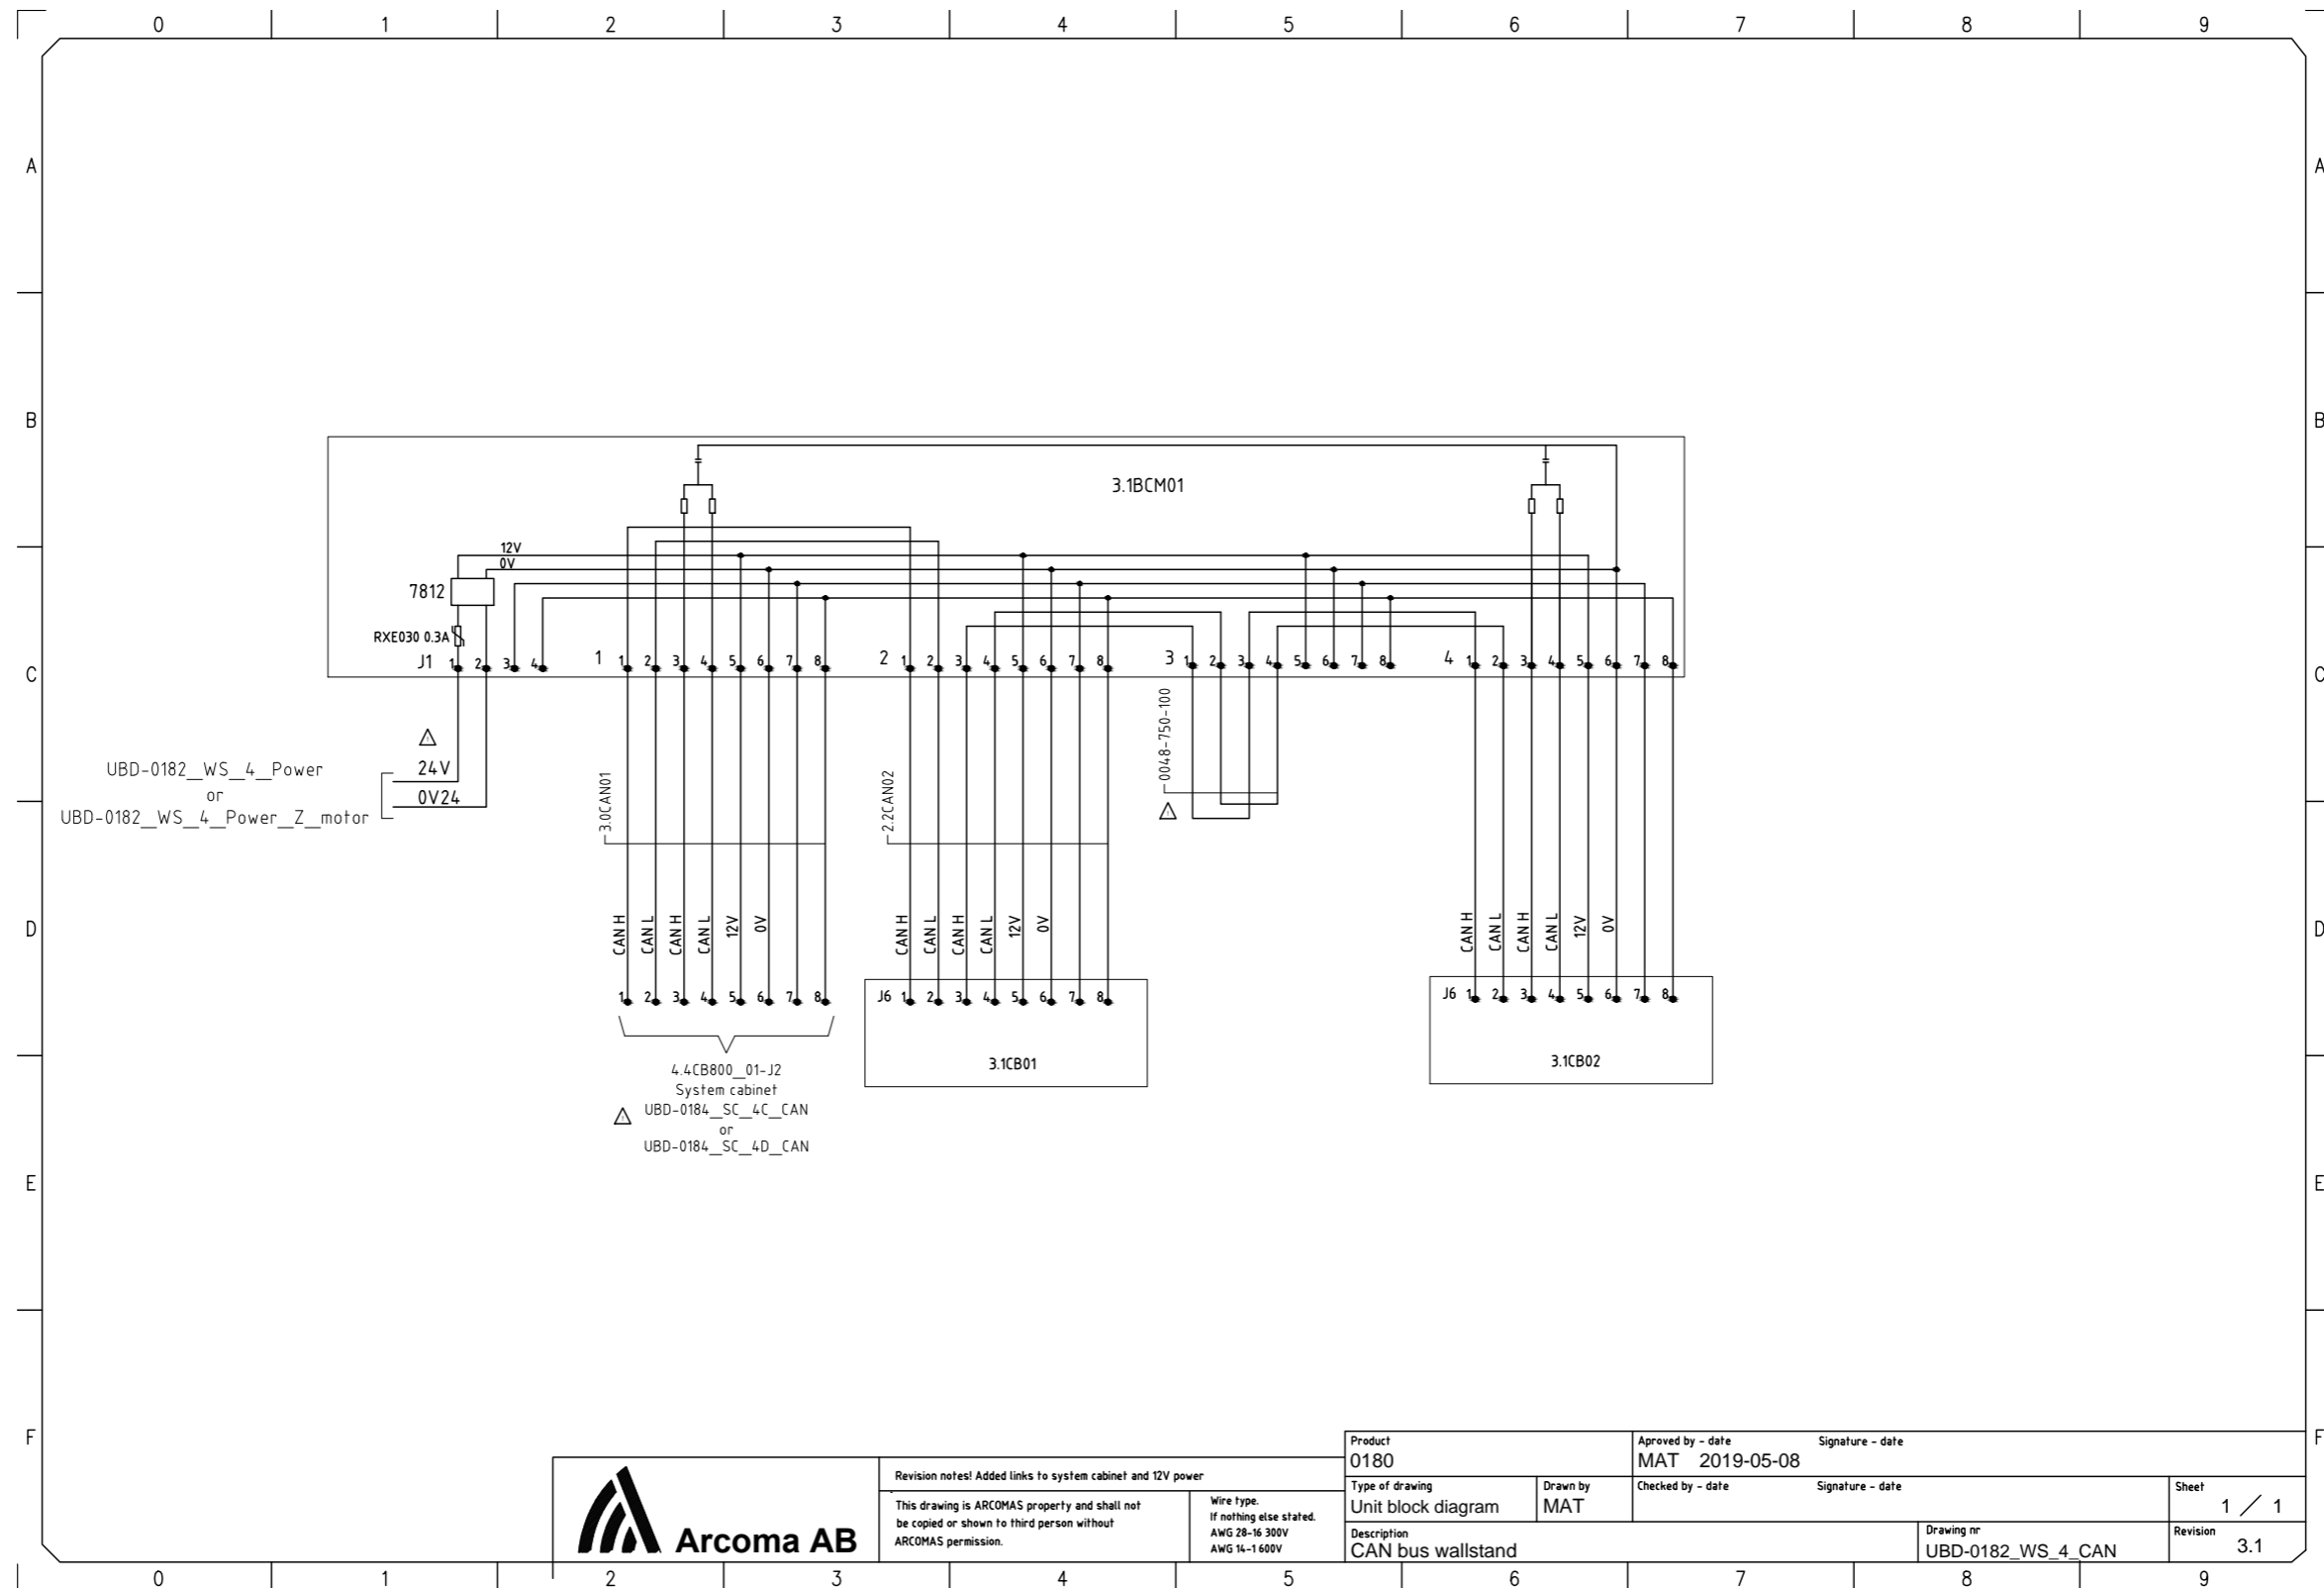 0 1 2 3 4 5 6 7 8 9
A A
B B
3.1BCM01
12V
0V
7812
RXE030 0.3A
J1 1 2 3 4 1 1 2 3 4 5 6 7 8 2 1 2 3 4 5 6 7 8 3 1 2 3 4 5 6 7 8 4 1 2 3 4 5 6 7 8
C C
UBD-0182_WS_4_Power
or
UBD-0182_WS_4_Power_Z_motor
24V
0V24
3.0CAN01
2.2CAN02
0048-750-100
D D
CAN H CAN L CAN H CAN L 12V 0V
CAN H CAN L CAN H CAN L 12V 0V
CAN H CAN L CAN H CAN L 12V 0V
1 2 3 4 5 6 7 8
J6 1 2 3 4 5 6 7 8
J6 1 2 3 4 5 6 7 8
3.1CB01
3.1CB02
4.4CB800_01-J2
System cabinet
UBD-0184_SC_4C_CAN
or
UBD-0184_SC_4D_CAN
E E
F F
Arcoma AB
Revision notes! Added links to system cabinet and 12V power
This drawing is ARCOMAS property and shall not
be copied or shown to third person without
ARCOMAS permission.
Wire type.
If nothing else stated.
AWG 28-16 300V
AWG 14-1 600V
Product
0180
Aproved by - date Signature - date
MAT 2019-05-08
Type of drawing
Unit block diagram
Drawn by
MAT
Checked by - date Signature - date
Sheet
1 / 1
Description
CAN bus wallstand
Drawing nr
UBD-0182_WS_4_CAN
Revision
3.1
0 1 2 3 4 5 6 7 8 9